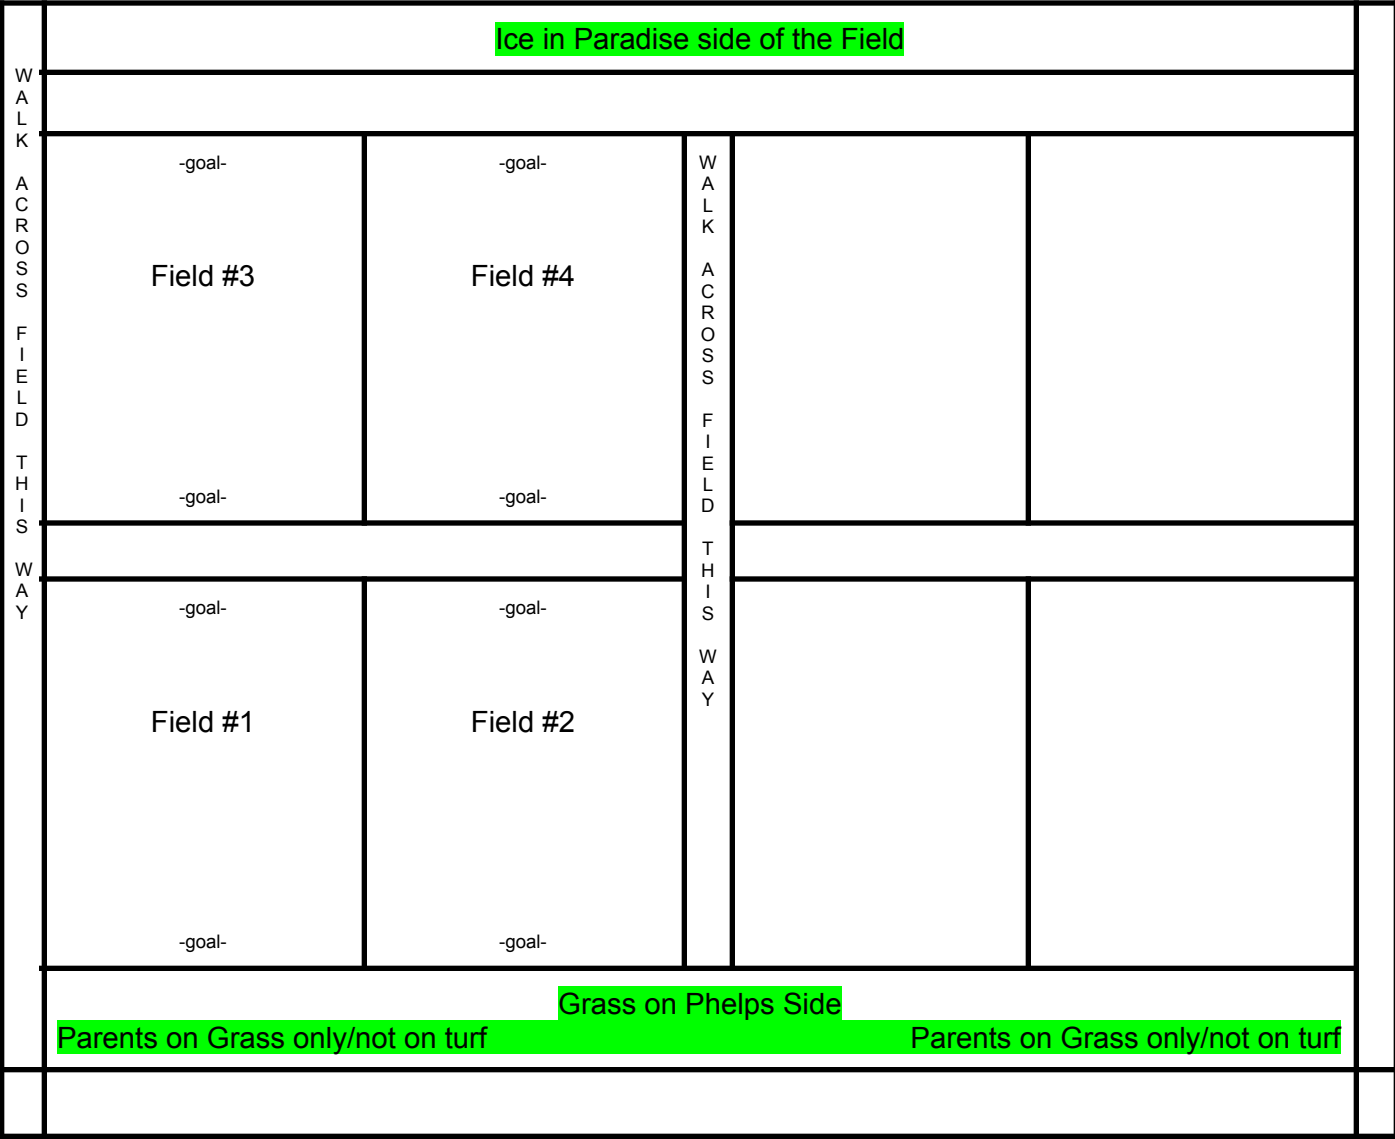 Ice in Paradise side of the Field
WALK ACROSS FIELD THIS WAY
-goal-
-goal-
WALK ACROSS FIELD THIS WAY
Field #3
Field #4
-goal-
-goal-
-goal-
-goal-
Field #1
Field #2
-goal-
-goal-
Grass on Phelps Side
Parents on Grass only/not on turf
Parents on Grass only/not on turf